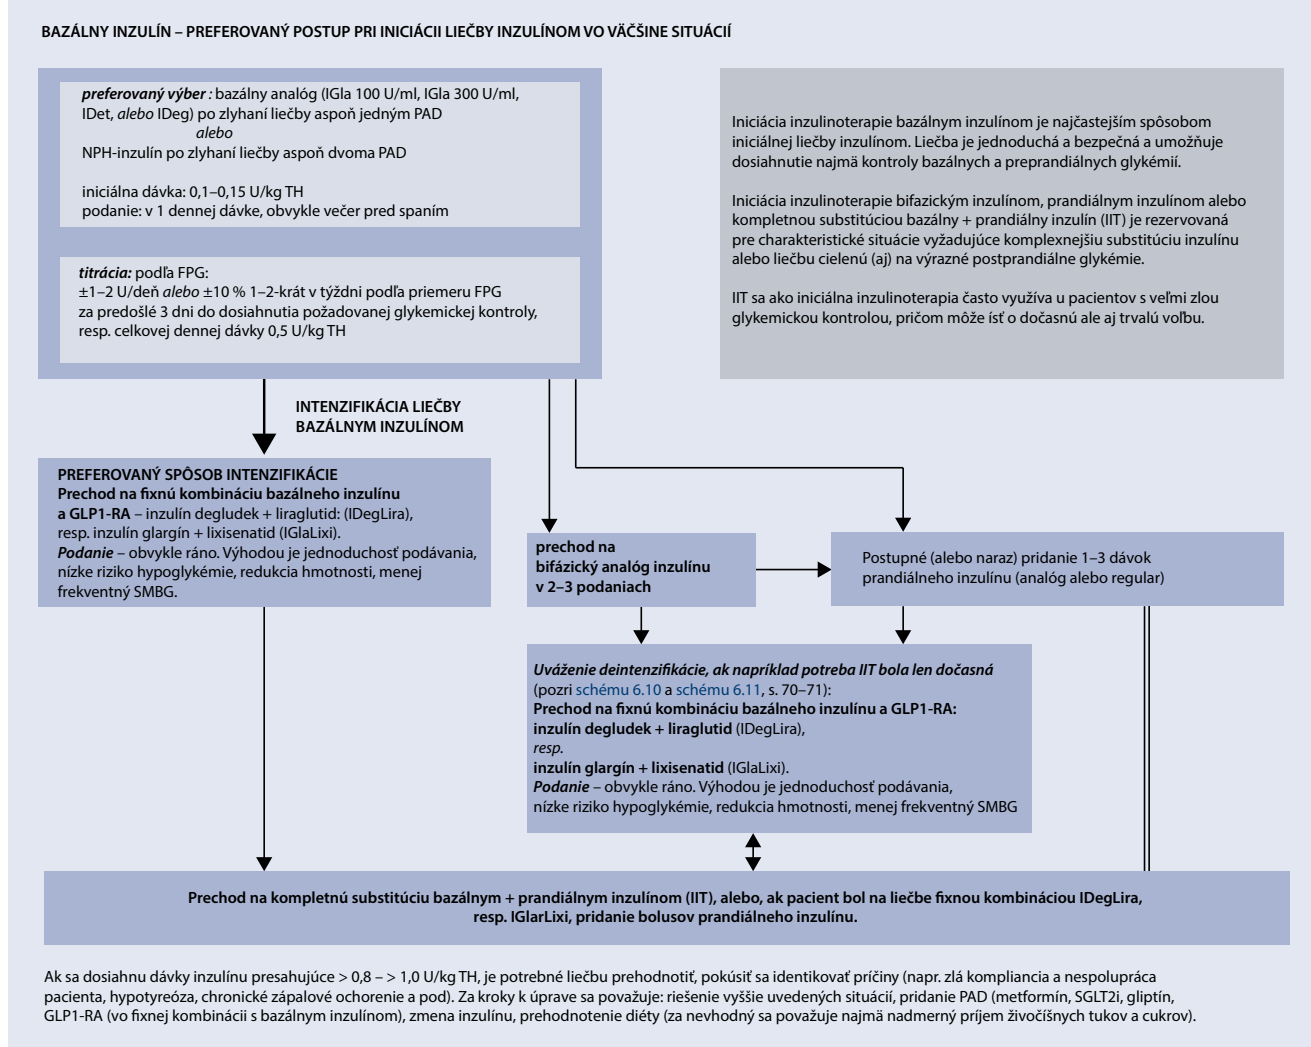 BAZÁLNY INZULÍN – PREFEROVANÝ POSTUP PRI INICIÁCII LIEČBY INZULÍNOM VO VÄČŠINE SITUÁCIÍ
preferovaný výber : bazálny analóg (IGla 100 U/ml, IGla 300 U/ml,
IDet, alebo IDeg) po zlyhaní liečby aspoň jedným PAD
alebo
NPH-inzulín po zlyhaní liečby aspoň dvoma PAD
iniciálna dávka: 0,1–0,15 U/kg TH
podanie: v 1 dennej dávke, obvykle večer pred spaním
titrácia: podľa FPG:
±1–2 U/deň alebo ±10 % 1–2-krát v týždni podľa priemeru FPG
za predošlé 3 dni do dosiahnutia požadovanej glykemickej kontroly,
resp. celkovej dennej dávky 0,5 U/kg TH
Iniciácia inzulinoterapie bazálnym inzulínom je najčastejším spôsobom
iniciálnej liečby inzulínom. Liečba je jednoduchá a bezpečná a umožňuje
dosiahnutie najmä kontroly bazálnych a preprandiálnych glykémií.
Iniciácia inzulinoterapie bifazickým inzulínom, prandiálnym inzulínom alebo
kompletnou substitúciou bazálny + prandiálny inzulín (IIT) je rezervovaná
pre charakteristické situácie vyžadujúce komplexnejšiu substitúciu inzulínu
alebo liečbu cielenú (aj) na výrazné postprandiálne glykémie.
IIT sa ako iniciálna inzulinoterapia často využíva u pacientov s veľmi zlou
glykemickou kontrolou, pričom môže ísť o dočasnú ale aj trvalú voľbu.
INTENZIFIKÁCIA LIEČBY
BAZÁLNYM INZULÍNOM
PREFEROVANÝ SPÔSOB INTENZIFIKÁCIE
Prechod na fixnú kombináciu bazálneho inzulínu
a GLP1-RA – inzulín degludek + liraglutid: (IDegLira),
resp. inzulín glargín + lixisenatid (IGlaLixi).
Podanie – obvykle ráno. Výhodou je jednoduchosť podávania,
nízke riziko hypoglykémie, redukcia hmotnosti, menej
frekventný SMBG.
prechod na
bifázický analóg inzulínu
v 2–3 podaniach
Postupné (alebo naraz) pridanie 1–3 dávok
prandiálneho inzulínu (analóg alebo regular)
Uváženie deintenzifikácie, ak napríklad potreba IIT bola len dočasná
(pozri schému 6.10 a schému 6.11, s. 70–71):
Prechod na fixnú kombináciu bazálneho inzulínu a GLP1-RA:
inzulín degludek + liraglutid (IDegLira),
resp.
inzulín glargín + lixisenatid (IGlaLixi).
Podanie – obvykle ráno. Výhodou je jednoduchosť podávania,
nízke riziko hypoglykémie, redukcia hmotnosti, menej frekventný SMBG
Prechod na kompletnú substitúciu bazálnym + prandiálnym inzulínom (IIT), alebo, ak pacient bol na liečbe fixnou kombináciou IDegLira,
resp. IGlarLixi, pridanie bolusov prandiálneho inzulínu.
Ak sa dosiahnu dávky inzulínu presahujúce > 0,8 – > 1,0 U/kg TH, je potrebné liečbu prehodnotiť, pokúsiť sa identikovať príčiny (napr. zlá kompliancia a nespolupráca
pacienta, hypotyreóza, chronické zápalové ochorenie a pod). Za kroky k úprave sa považuje: riešenie vyššie uvedených situácií, pridanie PAD (metformín, SGLT2i, gliptín,
GLP1-RA (vo fixnej kombinácii s bazálnym inzulínom), zmena inzulínu, prehodnotenie diéty (za nevhodný sa považuje najmä nadmerný príjem živočíšnych tukov a cukrov).